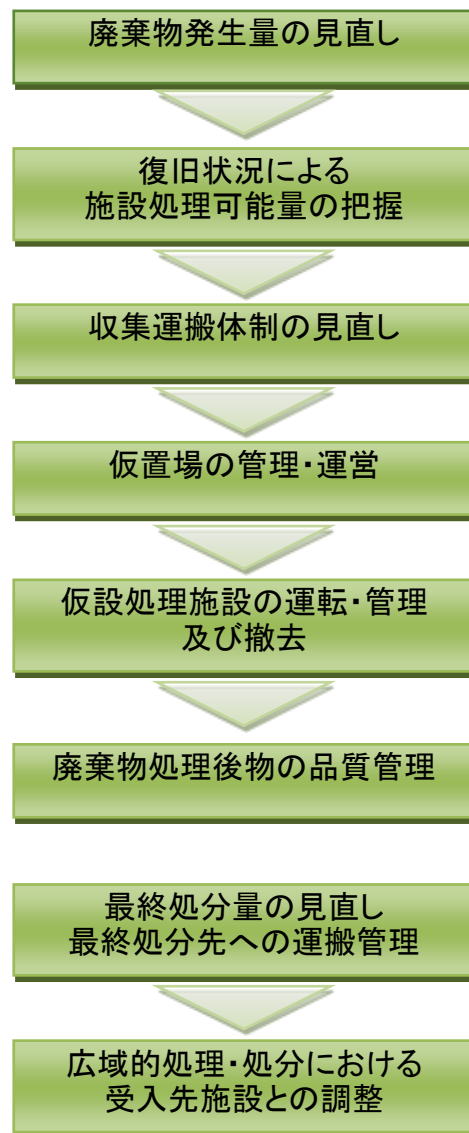 廃棄物発生量の見直し
復旧状況による
施設処理可能量の把握
収集運搬体制の見直し
仮置場の管理・運営
仮設処理施設の運転・管理
及び撤去
廃棄物処理後物の品質管理
最終処分量の見直し
最終処分先への運搬管理
広域的処理・処分における
受入先施設との調整